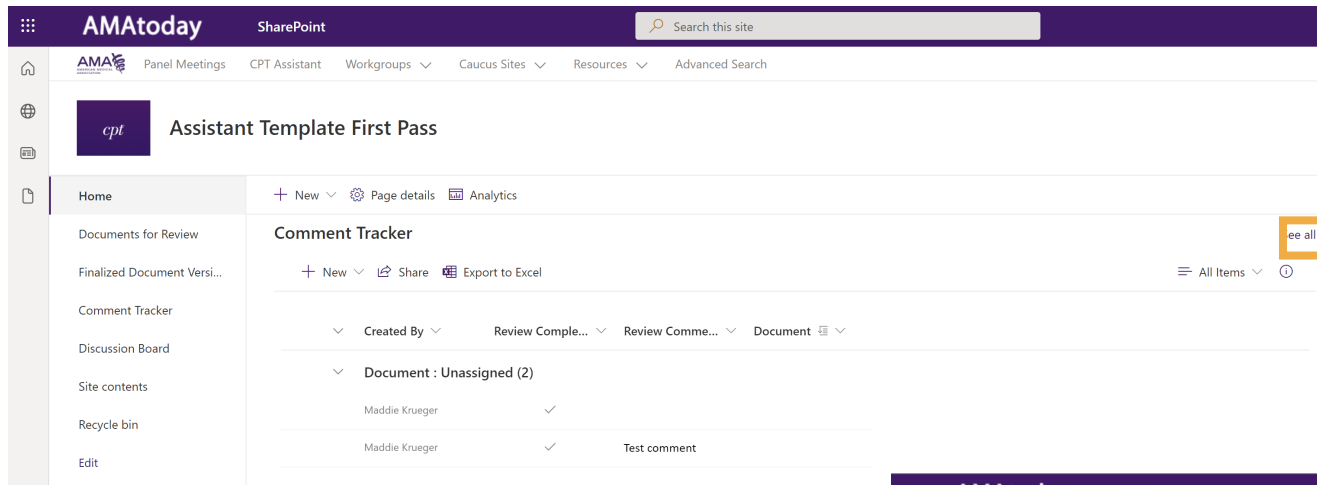 AMAtoday SharePoint Search this site
AMA Panel Meetings CPT Assistant Workgroups Caucus Sites Resources Advanced Search
cpt Assistant Template First Pass
Home
Documents for Review
Finalized Document Versi...
Comment Tracker
Discussion Board
Site contents
Recycle bin
Edit
New Page details Analytics
Comment Tracker ee all
New Share Export to Excel All Items
Created By Review Comple... Review Comme... Document
Document : Unassigned (2)
Maddie Krueger
Maddie Krueger Test comment